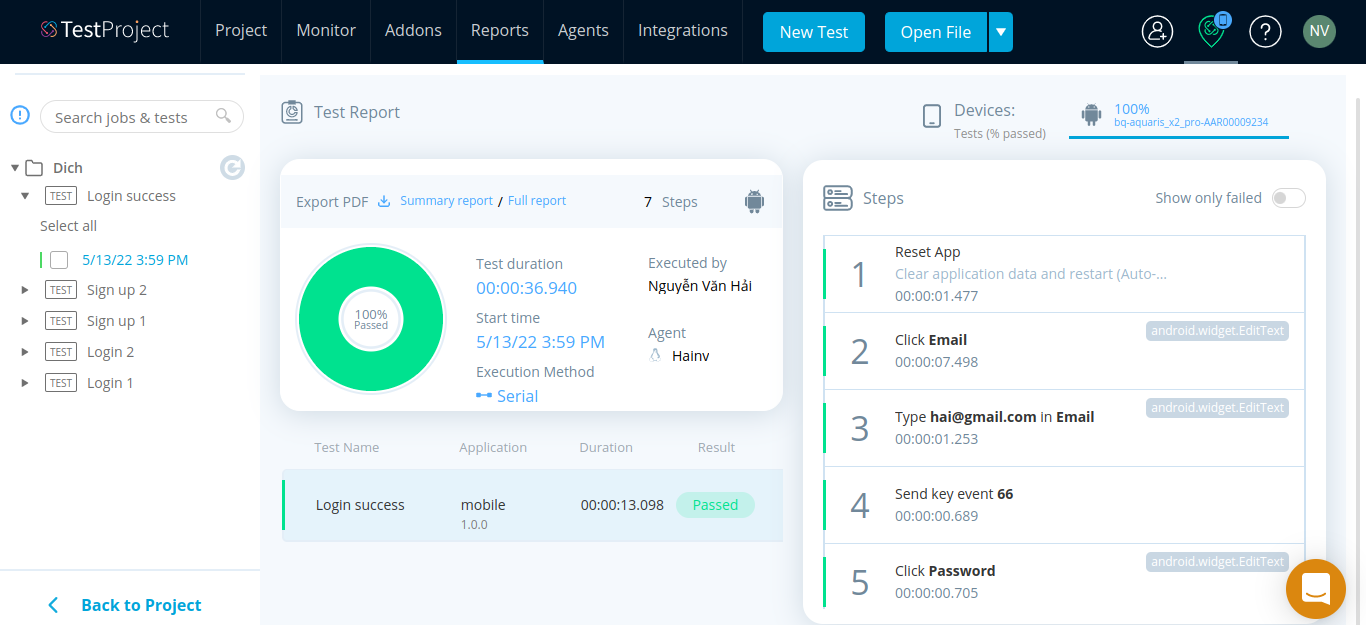 TestProject
Project
Monitor
Addons
Reports
Agents
Integrations
New Test
Open File
NV
Search jobs & tests
Dich
TEST Login success
Select all
5/13/22 3:59 PM
TEST Sign up 2
TEST Sign up 1
TEST Login 2
TEST Login 1
Back to Project
Test Report
Devices:
Tests (% passed)
100%
bq-aquaris_x2_pro-AAR00009234
Export PDF Summary report / Full report
7 Steps
100%
Passed
Test duration
00:00:36.940
Start time
5/13/22 3:59 PM
Execution Method
Serial
Executed by
Nguyễn Văn Hải
Agent
Hainv
Test Name Application Duration Result
Login success mobile 00:00:13.098 Passed
1.0.0
Steps
Show only failed
1
Reset App
Clear application data and restart (Auto-...
00:00:01.477
2
Click Email
android.widget.EditText
00:00:07.498
3
Type hai@gmail.com in Email
android.widget.EditText
00:00:01.253
4
Send key event 66
00:00:00.689
5
Click Password
android.widget.EditText
00:00:00.705